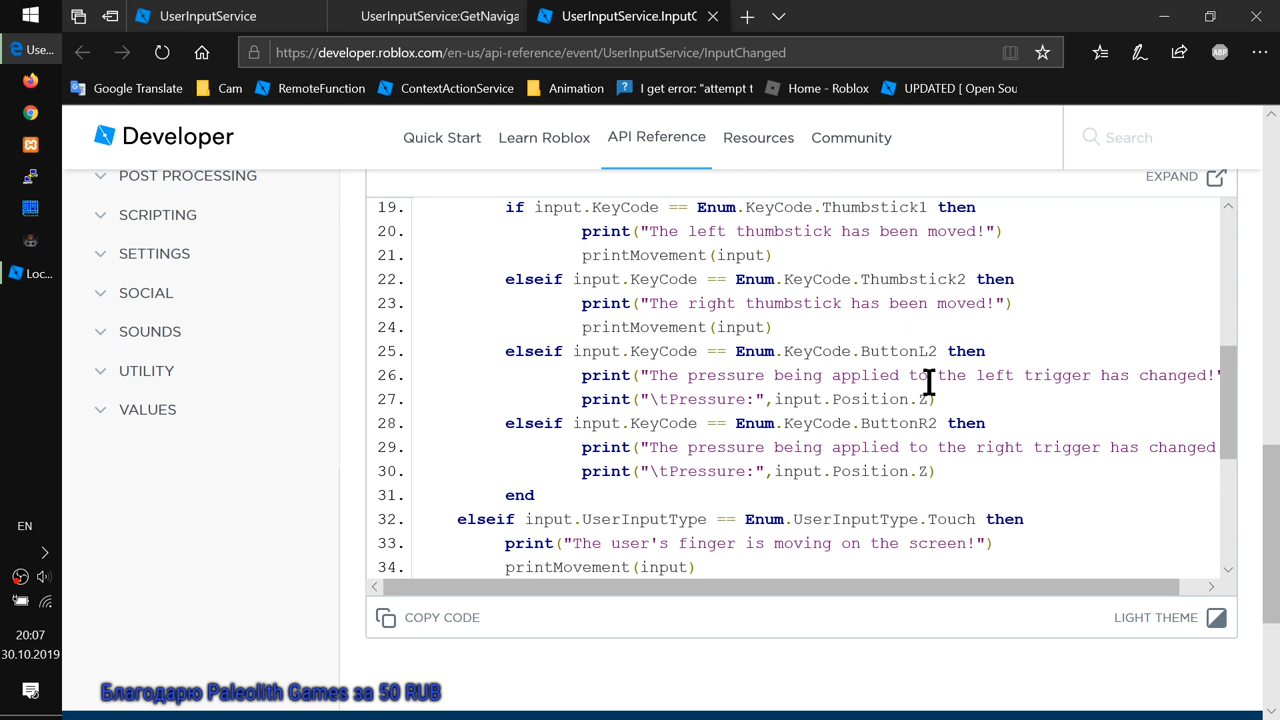 UserInputService
UserInputService:GetNaviga
UserInputService.InputC
Use...
https://developer.roblox.com/en-us/api-reference/event/UserInputService/InputChanged
ABP
Google Translate
Cam
RemoteFunction
ContextActionService
Animation
I get error: "attempt t
Home - Roblox
UPDATED [ Open Sou
Developer
Quick Start
Learn Roblox
API Reference
Resources
Community
Search
POST PROCESSING
SCRIPTING
SETTINGS
SOCIAL
SOUNDS
UTILITY
VALUES
Loc...
EXPAND
19. if input.KeyCode == Enum.KeyCode.Thumbstick1 then
20. print("The left thumbstick has been moved!")
21. printMovement(input)
22. elseif input.KeyCode == Enum.KeyCode.Thumbstick2 then
23. print("The right thumbstick has been moved!")
24. printMovement(input)
25. elseif input.KeyCode == Enum.KeyCode.ButtonL2 then
26. print("The pressure being applied to the left trigger has changed!"
27. print("\tPressure:",input.Position.Z)
28. elseif input.KeyCode == Enum.KeyCode.ButtonR2 then
29. print("The pressure being applied to the right trigger has changed
30. print("\tPressure:",input.Position.Z)
31. end
32. elseif input.UserInputType == Enum.UserInputType.Touch then
33. print("The user's finger is moving on the screen!")
34. printMovement(input)
COPY CODE
LIGHT THEME
EN
20:07
30.10.2019
Благодарю Paleolith Games за 50 RUB